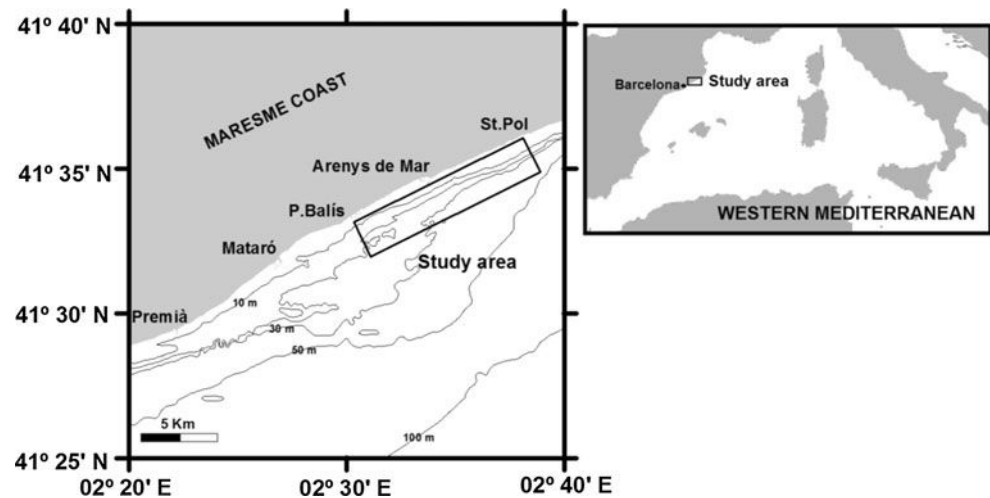 41º 40' N
MARESME COAST
St.Pol
Arenys de Mar
41º 35' N
P.Balís
Mataró
Study area
10 m
Premià
41º 30' N
30 m
50 m
5 Km
100 m
41º 25' N
02º 20' E
02º 30' E
02º 40' E
Barcelona
Study area
WESTERN MEDITERRANEAN